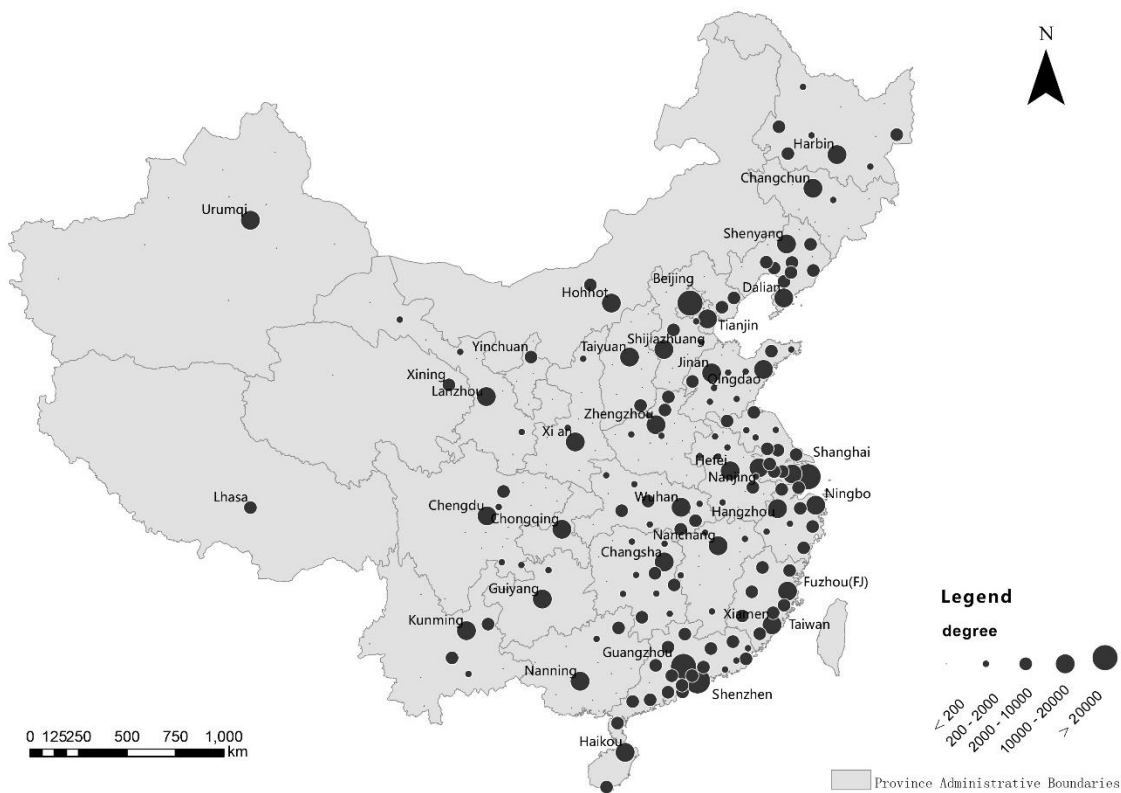 N
Harbin
Changchun
Urumqi
Shenyang
Beijing
Hohhot
Dalian
Tianjin
Yinchuan
Taiyuan
Shijiazhuang
Xining
Jinan
Lanzhou
Qingdao
Zhengzhou
Xi an
Shanghai
Hefei
Nanjing
Lhasa
Chengdu
Wuhan
Ningbo
Chongqing
Hangzhou
Nanchang
Changsha
Guiyang
Fuzhou(FJ)
Kunming
Xiamen
Taiwan
Guangzhou
Nanning
Shenzhen
Haikou
Legend
degree
< 200
200 - 2000
2000 - 10000
10000 - 20000
> 20000
0 125250 500 750 1,000
km
Province Administrative Boundaries